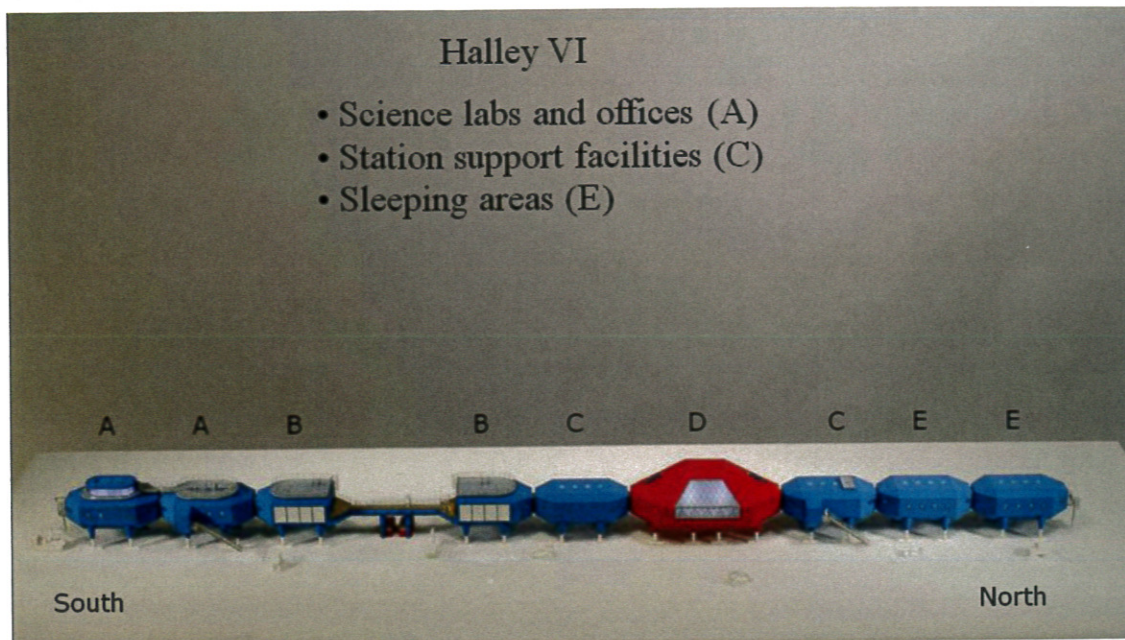 Halley VI
• Science labs and offices (A)
• Station support facilities (C)
• Sleeping areas (E)
A A B B C D C E E
South North